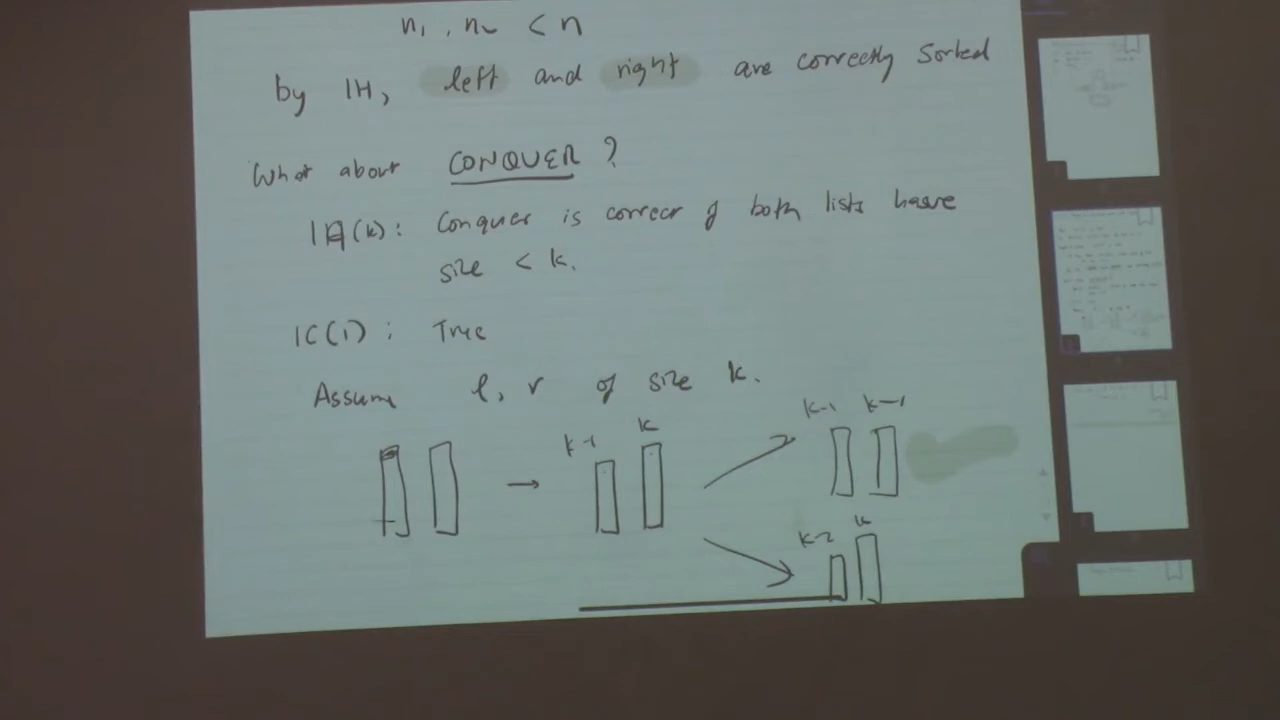 n₁, n₂ < n
by IH, left and right are correctly sorted
What about CONQUER ?
IH(k): Conquer is correct if both lists have
size < k.
IC(1): True
Assume l, r of size k.
k-1 k
k-1 k-1
k-2 k